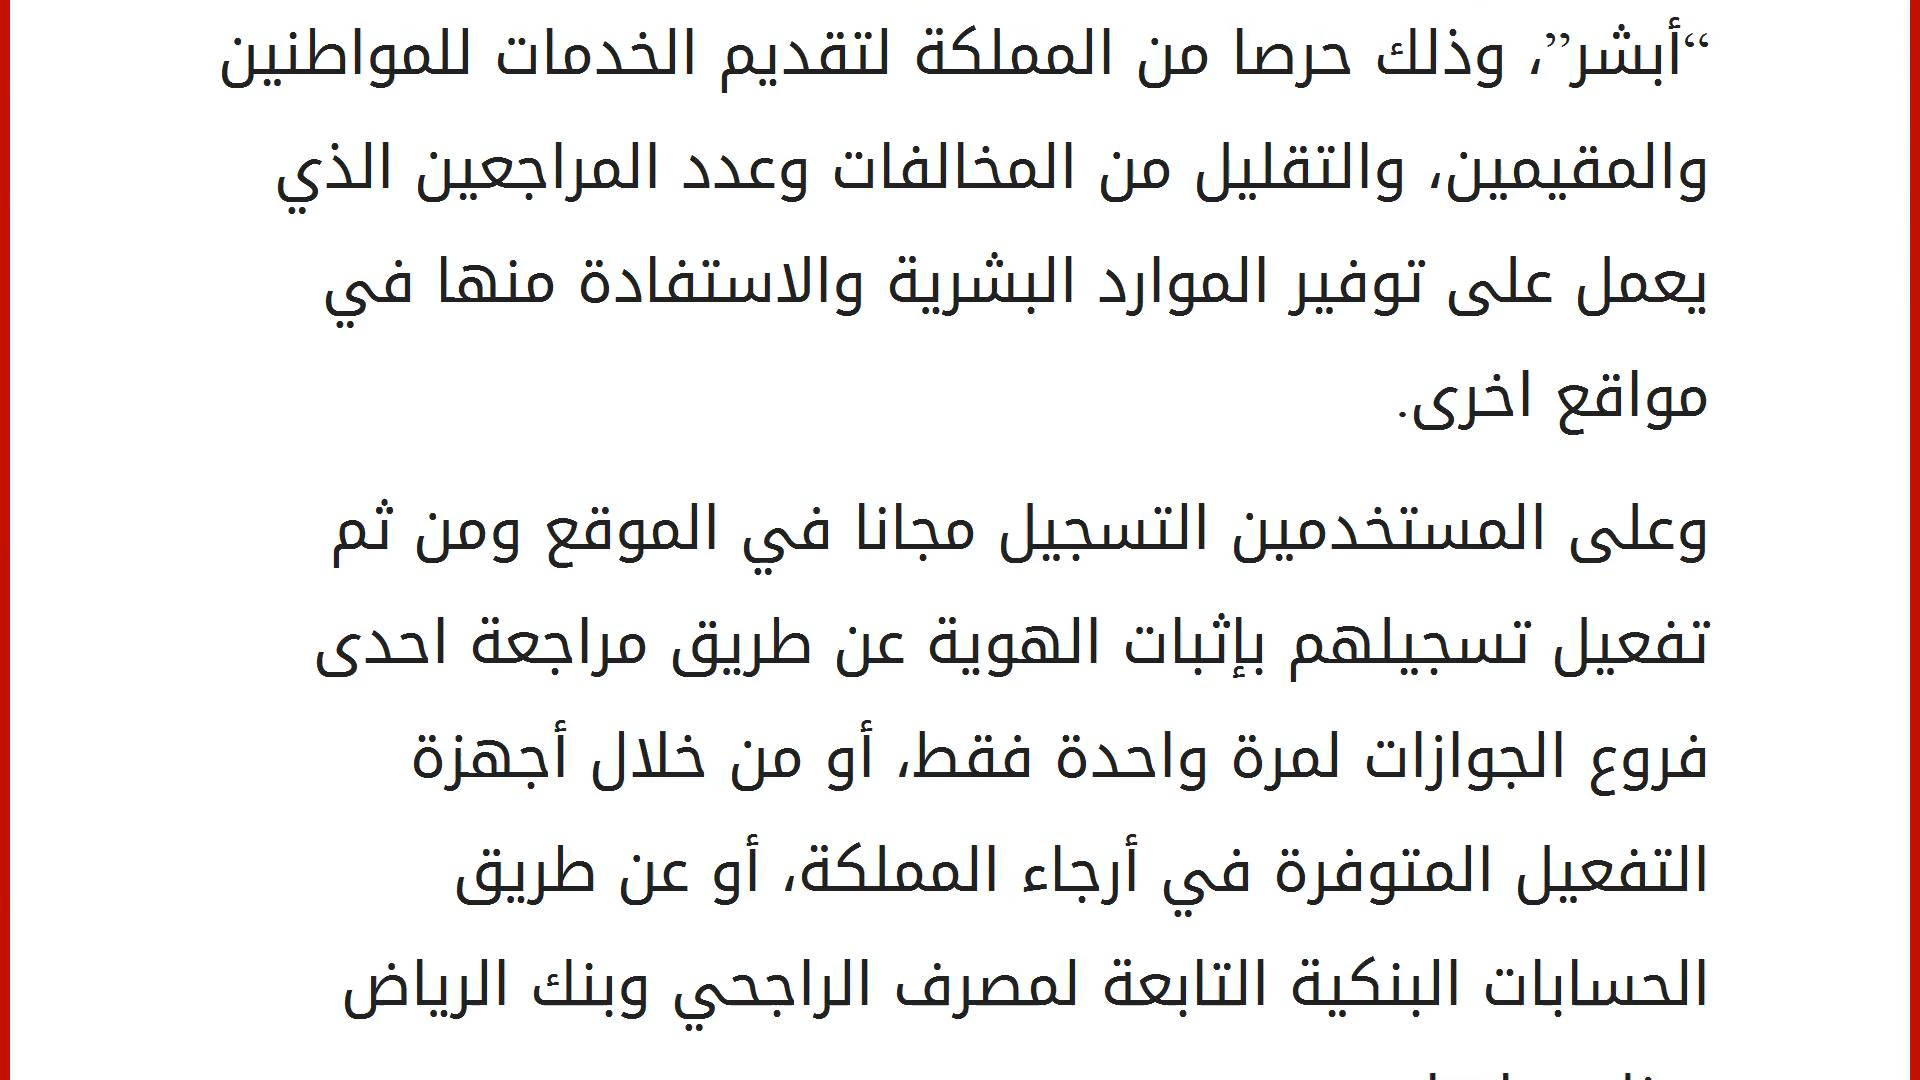 “أبشر”، وذلك حرصا من المملكة لتقديم الخدمات للمواطنين
والمقيمين، والتقليل من المخالفات وعدد المراجعين الذي
يعمل على توفير الموارد البشرية والاستفادة منها في
مواقع اخرى.
وعلى المستخدمين التسجيل مجانا في الموقع ومن ثم
تفعيل تسجيلهم بإثبات الهوية عن طريق مراجعة احدى
فروع الجوازات لمرة واحدة فقط، أو من خلال أجهزة
التفعيل المتوفرة في أرجاء المملكة، أو عن طريق
الحسابات البنكية التابعة لمصرف الراجحي وبنك الرياض